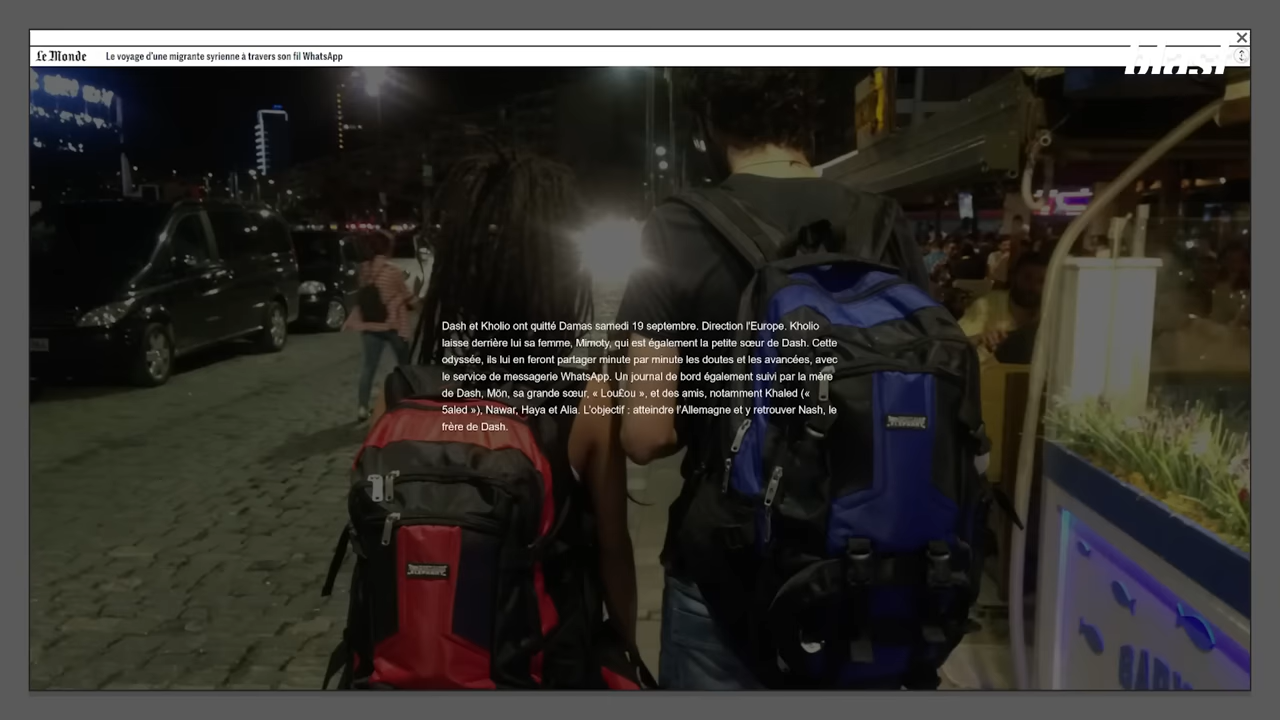 Le Monde
Le voyage d'une migrante syrienne à travers son fil WhatsApp
blast
Dash et Kholio ont quitté Damas samedi 19 septembre. Direction l'Europe. Kholio
laisse derrière lui sa femme, Mimoty, qui est également la petite sœur de Dash. Cette
odyssée, ils lui en feront partager minute par minute les doutes et les avancées, avec
le service de messagerie WhatsApp. Un journal de bord également suivi par la mère
de Dash, Mön, sa grande sœur, « Lou£ou », et des amis, notamment Khaled («
5aled »), Nawar, Haya et Alia. L'objectif : atteindre l'Allemagne et y retrouver Nash, le
frère de Dash.